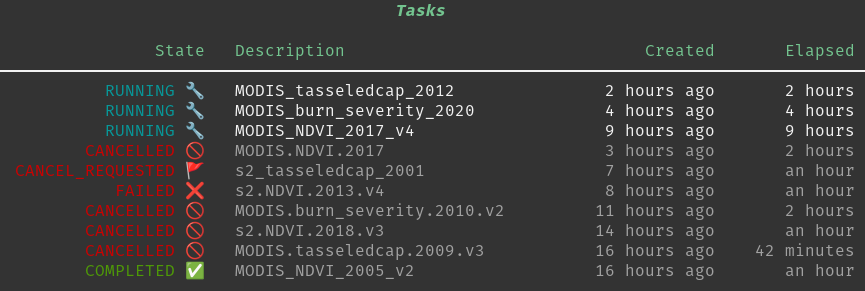 Tasks
State Description Created Elapsed
RUNNING 🔧 MODIS_tasseledcap_2012 2 hours ago 2 hours
RUNNING 🔧 MODIS_burn_severity_2020 4 hours ago 4 hours
RUNNING 🔧 MODIS_NDVI_2017_v4 9 hours ago 9 hours
CANCELLED 🚫 MODIS.NDVI.2017 3 hours ago 2 hours
CANCEL_REQUESTED 🚩 s2_tasseledcap_2001 7 hours ago an hour
FAILED ❌ s2.NDVI.2013.v4 8 hours ago an hour
CANCELLED 🚫 MODIS.burn_severity.2010.v2 11 hours ago 2 hours
CANCELLED 🚫 s2.NDVI.2018.v3 14 hours ago an hour
CANCELLED 🚫 MODIS.tasseledcap.2009.v3 16 hours ago 42 minutes
COMPLETED ✅ MODIS_NDVI_2005_v2 16 hours ago an hour